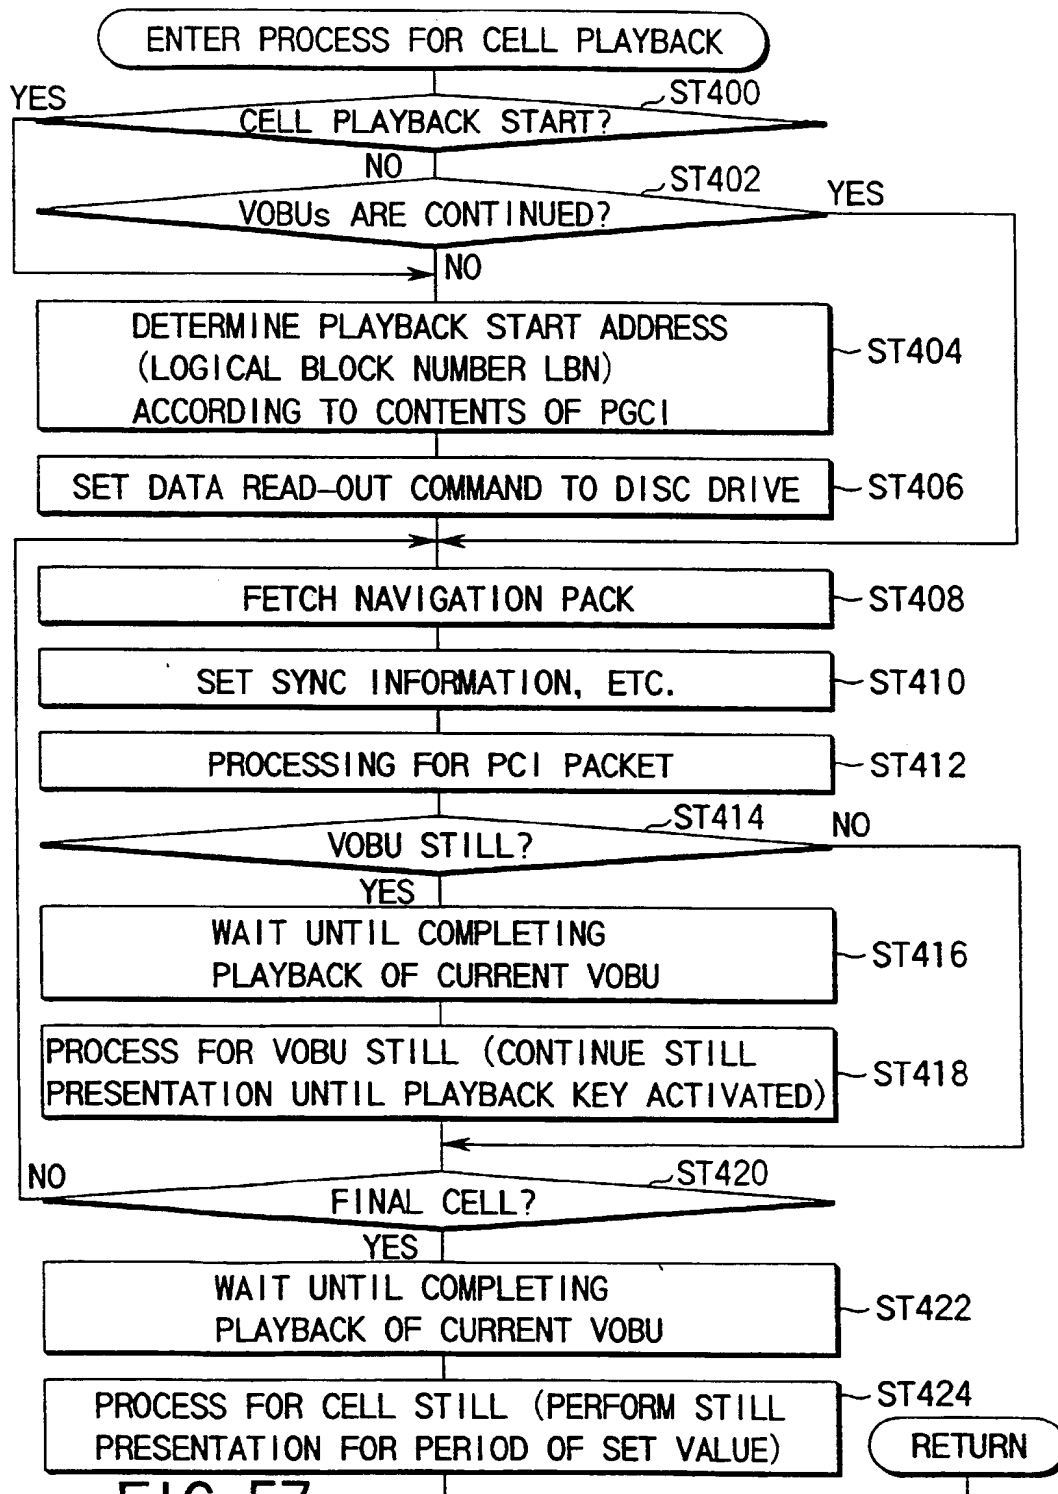 ENTER PROCESS FOR CELL PLAYBACK
ST400
YES
CELL PLAYBACK START?
NO
ST402
YES
VOBUs ARE CONTINUED?
NO
DETERMINE PLAYBACK START ADDRESS
(LOGICAL BLOCK NUMBER LBN)
ACCORDING TO CONTENTS OF PGCI
ST404
SET DATA READ-OUT COMMAND TO DISC DRIVE
ST406
FETCH NAVIGATION PACK
ST408
SET SYNC INFORMATION, ETC.
ST410
PROCESSING FOR PCI PACKET
ST412
ST414
NO
VOBU STILL?
YES
WAIT UNTIL COMPLETING
PLAYBACK OF CURRENT VOBU
ST416
PROCESS FOR VOBU STILL (CONTINUE STILL
PRESENTATION UNTIL PLAYBACK KEY ACTIVATED)
ST418
NO
ST420
FINAL CELL?
YES
WAIT UNTIL COMPLETING
PLAYBACK OF CURRENT VOBU
ST422
PROCESS FOR CELL STILL (PERFORM STILL
PRESENTATION FOR PERIOD OF SET VALUE)
ST424
RETURN